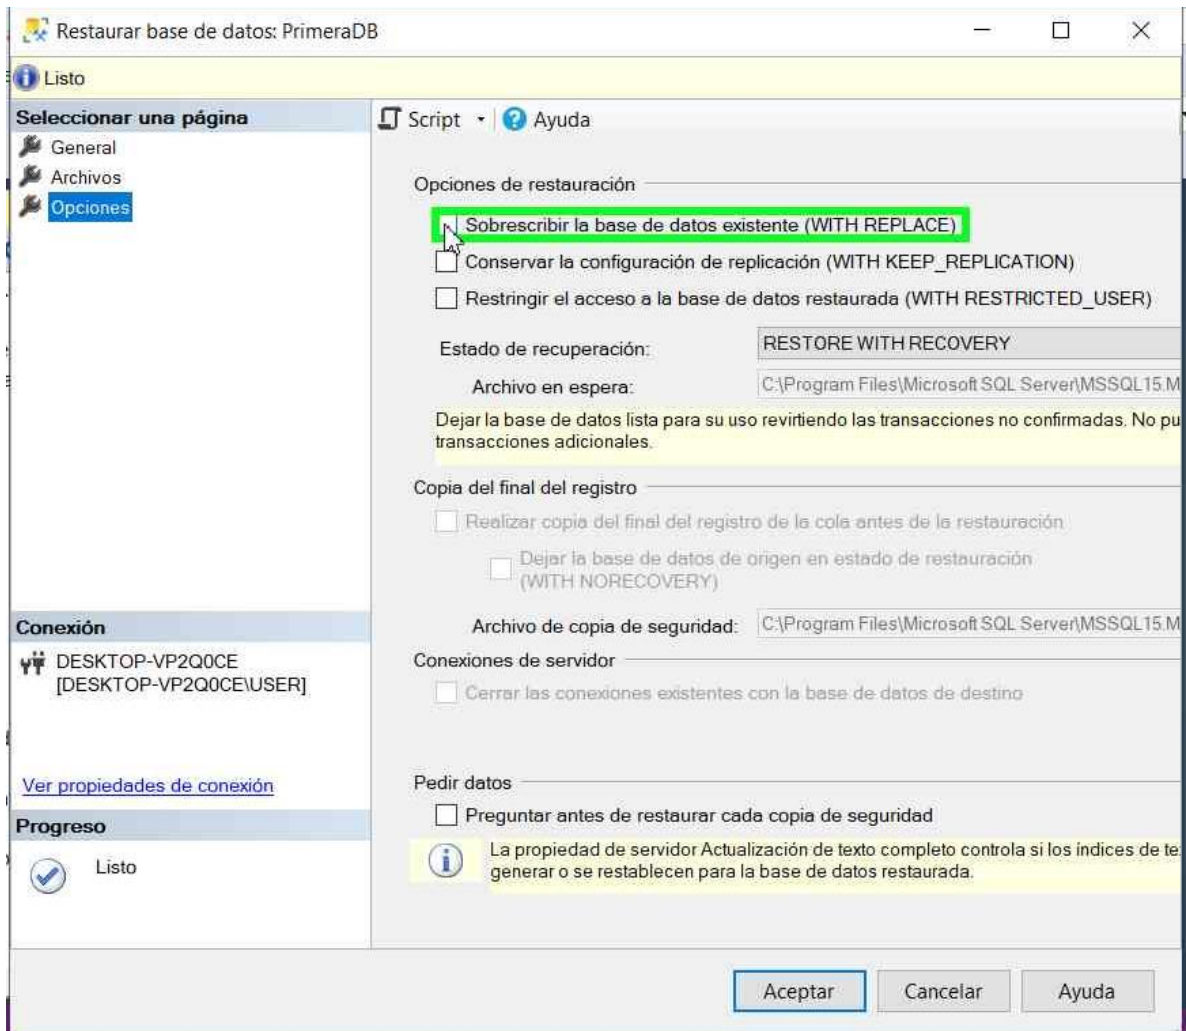 Restaurar base de datos: PrimeraDB
Listo
Seleccionar una página
General
Archivos
Opciones
Script
Ayuda
Opciones de restauración
Sobrescribir la base de datos existente (WITH REPLACE)
Conservar la configuración de replicación (WITH KEEP_REPLICATION)
Restringir el acceso a la base de datos restaurada (WITH RESTRICTED_USER)
Estado de recuperación:
RESTORE WITH RECOVERY
Archivo en espera:
C:\Program Files\Microsoft SQL Server\MSSQL15.M
Dejar la base de datos lista para su uso revirtiendo las transacciones no confirmadas. No pu
transacciones adicionales.
Copia del final del registro
Realizar copia del final del registro de la cola antes de la restauración
Dejar la base de datos de origen en estado de restauración
(WITH NORECOVERY)
Archivo de copia de seguridad:
C:\Program Files\Microsoft SQL Server\MSSQL15.M
Conexiones de servidor
Cerrar las conexiones existentes con la base de datos de destino
Pedir datos
Preguntar antes de restaurar cada copia de seguridad
La propiedad de servidor Actualización de texto completo controla si los índices de te
generar o se restablecen para la base de datos restaurada.
Conexión
DESKTOP-VP2Q0CE
[DESKTOP-VP2Q0CE\USER]
Ver propiedades de conexión
Progreso
Listo
Aceptar
Cancelar
Ayuda